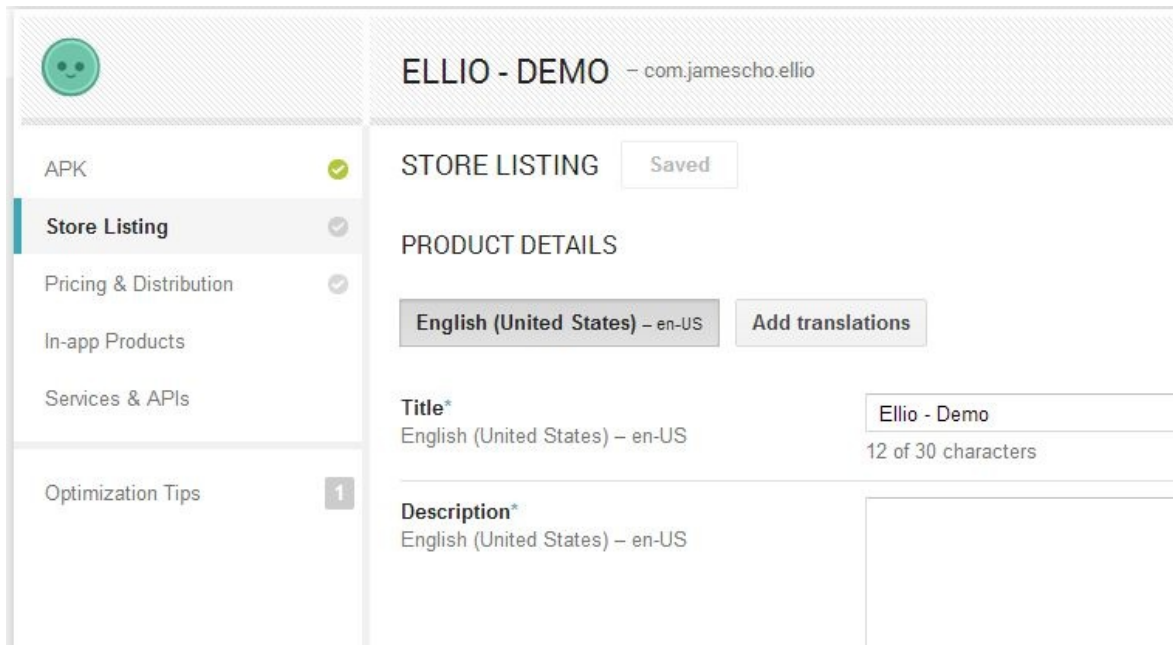 ELLIO - DEMO – com.jamescho.ellio
APK
Store Listing
Pricing & Distribution
In-app Products
Services & APIs
Optimization Tips 1
STORE LISTING Saved
PRODUCT DETAILS
English (United States) – en-US Add translations
Title* Ellio - Demo
English (United States) – en-US
12 of 30 characters
Description*
English (United States) – en-US